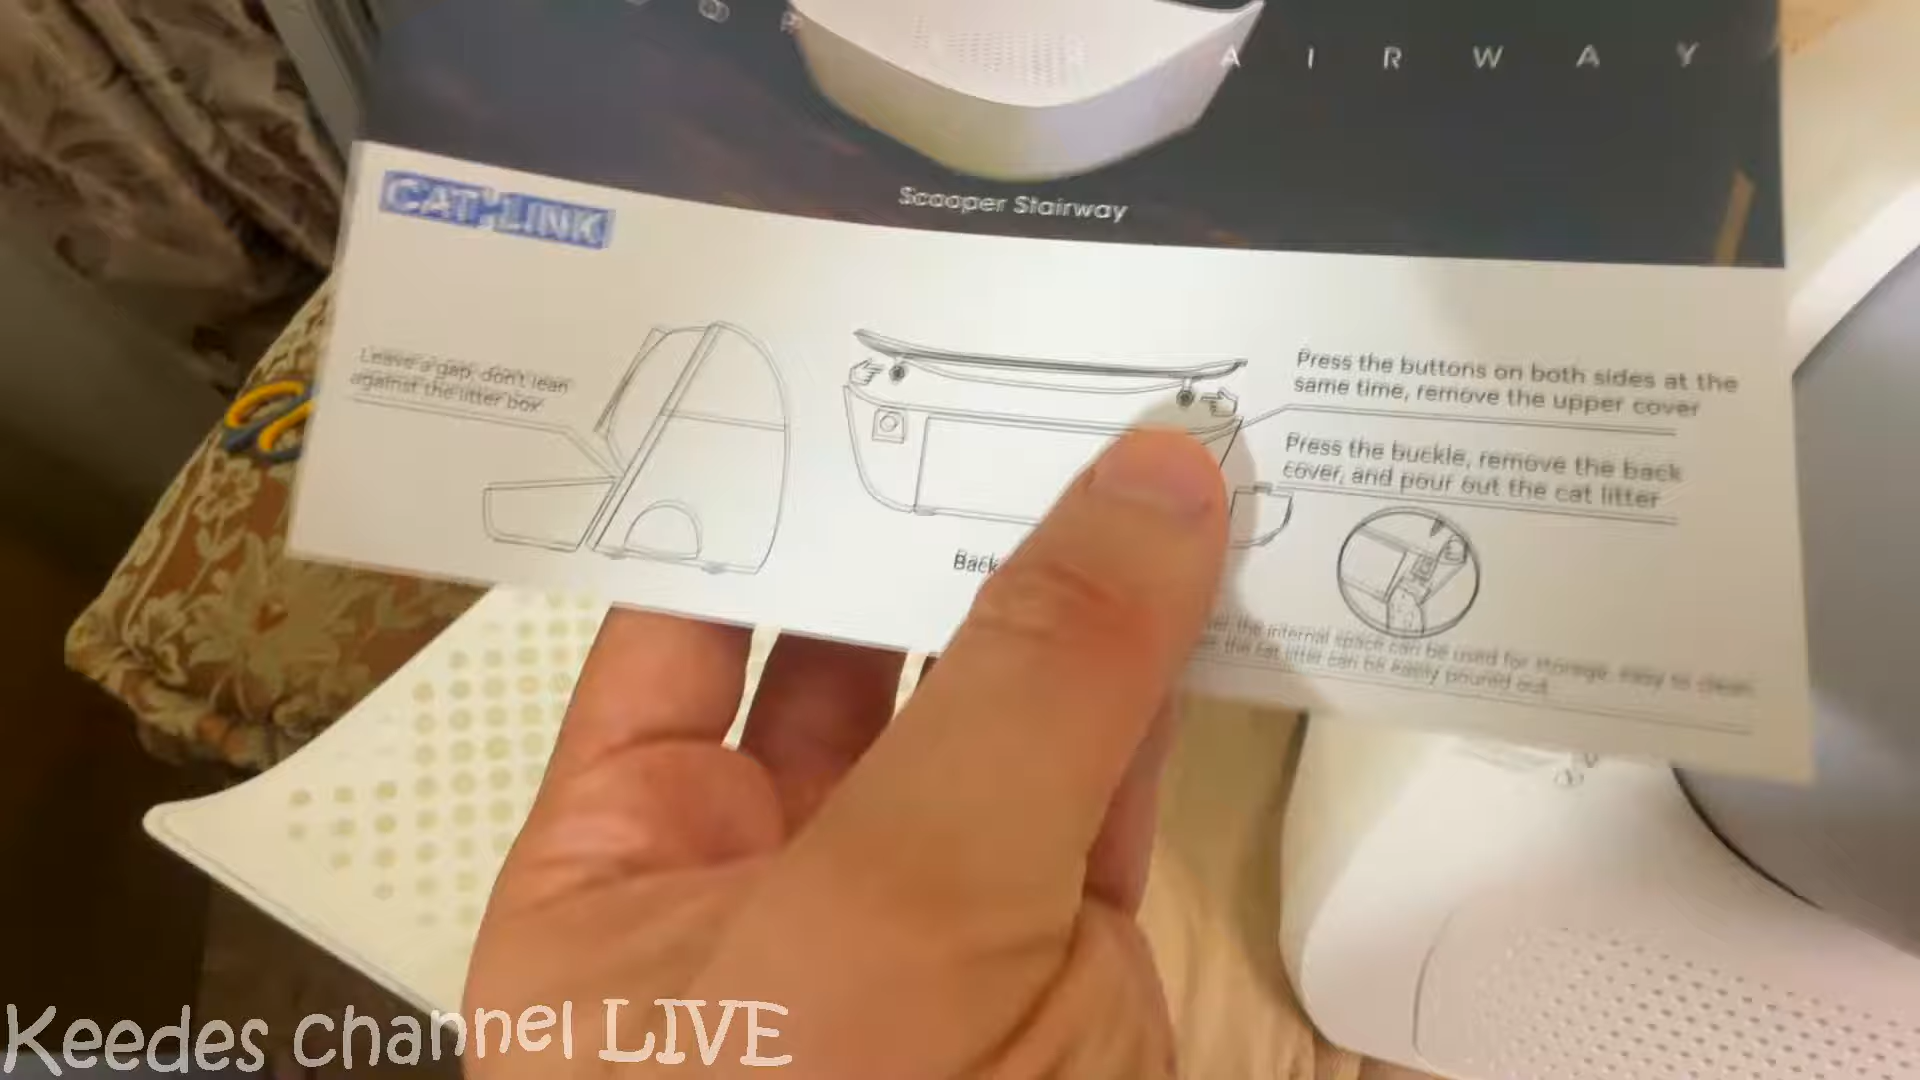 A I R W A Y
Scooper Stairway
CATLINK
Leave a gap, don't lean
against the litter box
Press the buttons on both sides at the
same time, remove the upper cover
Press the buckle, remove the back
cover, and pour out the cat litter
Back
the internal space can be used for storage, easy to clean
the cat litter can be easily poured out
Keedes channel LIVE